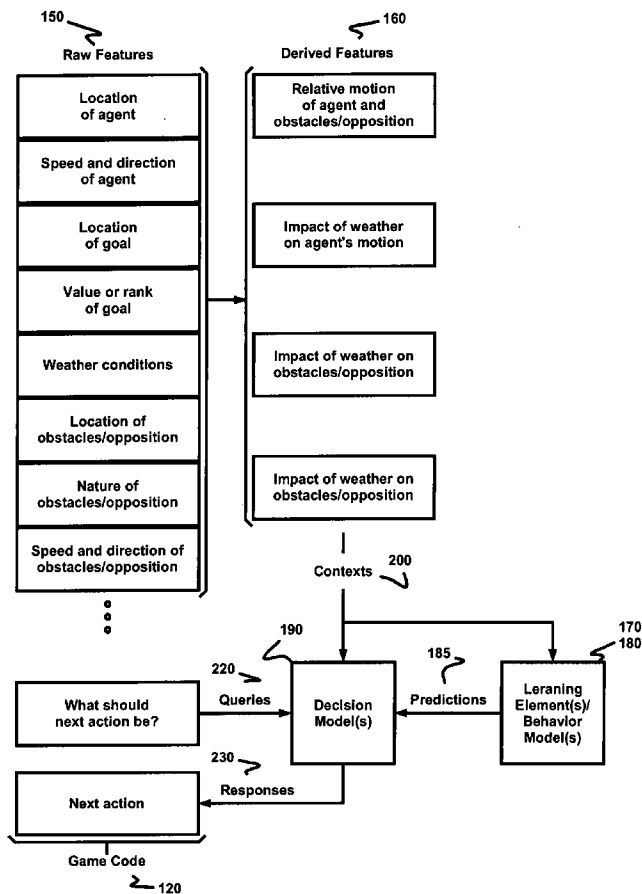 150
Raw Features
Location
of agent
Speed and direction
of agent
Location
of goal
Value or rank
of goal
Weather conditions
Location of
obstacles/opposition
Nature of
obstacles/opposition
Speed and direction of
obstacles/opposition
160
Derived Features
Relative motion
of agent and
obstacles/opposition
Impact of weather
on agent's motion
Impact of weather on
obstacles/opposition
Impact of weather on
obstacles/opposition
Contexts
200
190
170
180
220
185
What should
next action be?
Queries
Decision
Model(s)
Predictions
Leraning
Element(s)/
Behavior
Model(s)
230
Next action
Responses
Game Code
120